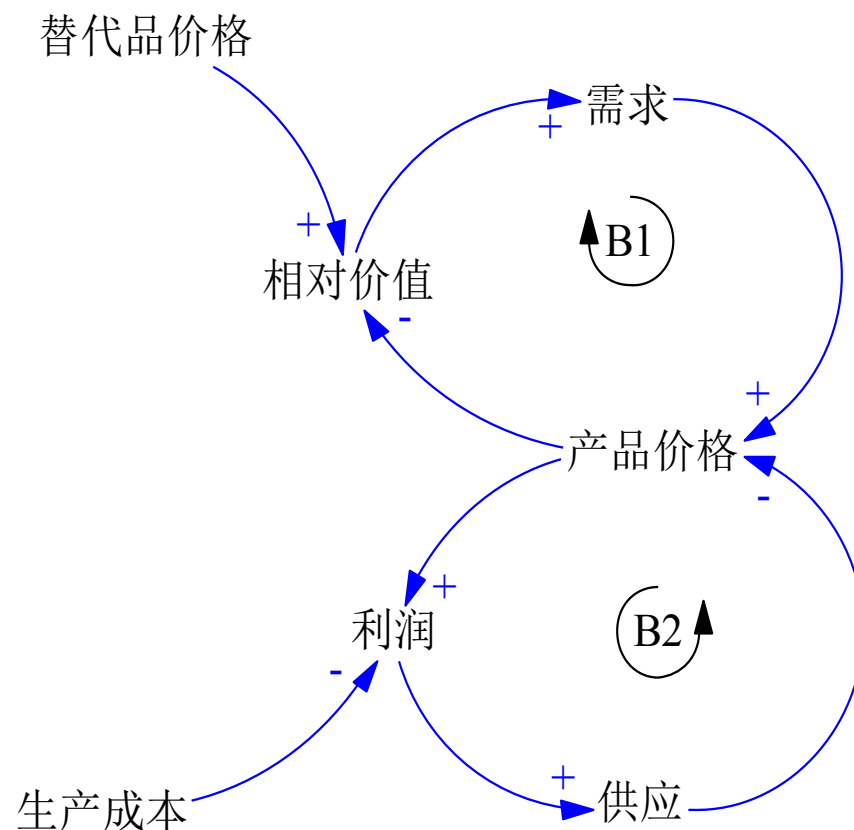 替代品价格
需求
+
+
B1
相对价值
-
+
产品价格
-
+
利润
B2
-
+
供应
生产成本